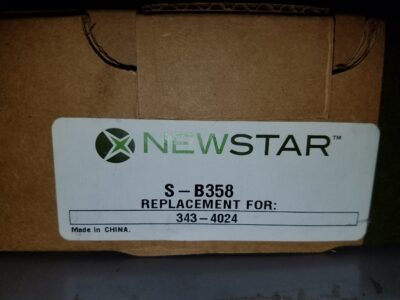 NEWSTAR™
S-B358
REPLACEMENT FOR:
343-4024
Made in CHINA.